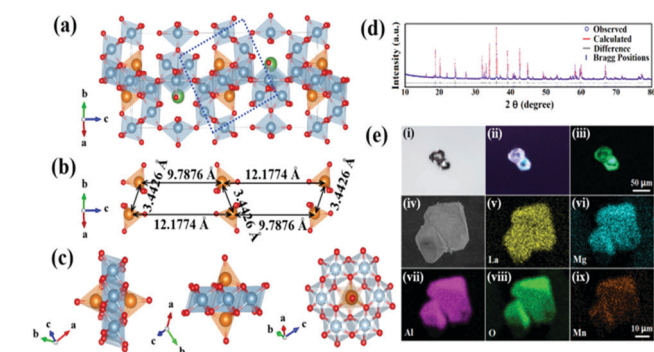 (a)
b
c
a
(b)
9.7876 Å
12.1774 Å
3.4426 Å
3.4426 Å
3.4426 Å
12.1774 Å
9.7876 Å
b
c
a
(c)
c
a
b
a
c
b
a
c
b
(d)
Intensity (a.u.)
Observed
Calculated
Difference
Bragg Positions
10 20 30 40 50 60 70 80
2 θ (degree)
(e)
(i)
(ii)
(iii)
50 μm
(iv)
(v)
La
(vi)
Mg
(vii)
Al
(viii)
O
(ix)
Mn
10 μm